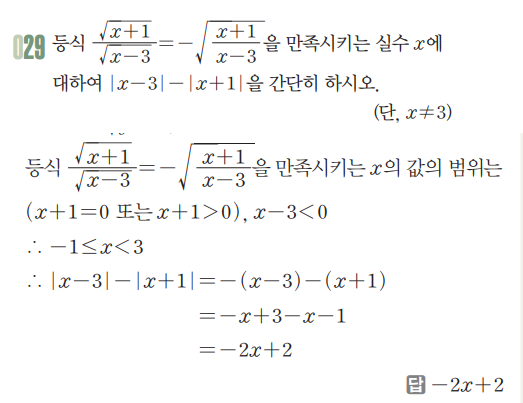 029 등식 √(x+1)/√(x-3) = -√((x+1)/(x-3)) 을 만족시키는 실수 x에
대하여 |x-3|-|x+1|을 간단히 하시오.
(단, x≠3)
등식 √(x+1)/√(x-3) = -√((x+1)/(x-3)) 을 만족시키는 x의 값의 범위는
(x+1=0 또는 x+1>0), x-3<0
∴ -1≤x<3
∴ |x-3|-|x+1|=-(x-3)-(x+1)
=-x+3-x-1
=-2x+2
답 -2x+2